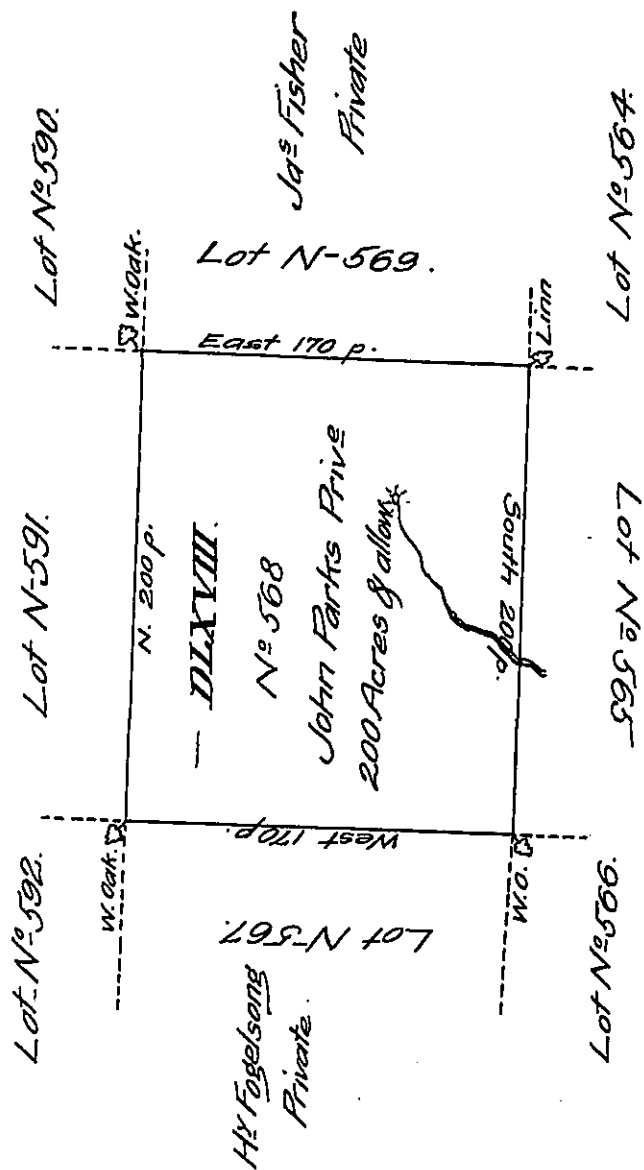 Lot N-569.
Jas Fisher
Private
Lot Nº 590.
Lot Nº 564.
W.Oak.
East 170 p.
Linn
Lot N-591.
N. 200 p.
— DLXVIII.
Nº 568
John Parks Prive
200 Acres & allow.
South 200 p.
Lot Nº 565
W.Oak.
West 170 p.
W.O.
Lot Nº 592.
Lot N-567.
Lot Nº 566.
Hy Fogelsong
Private.